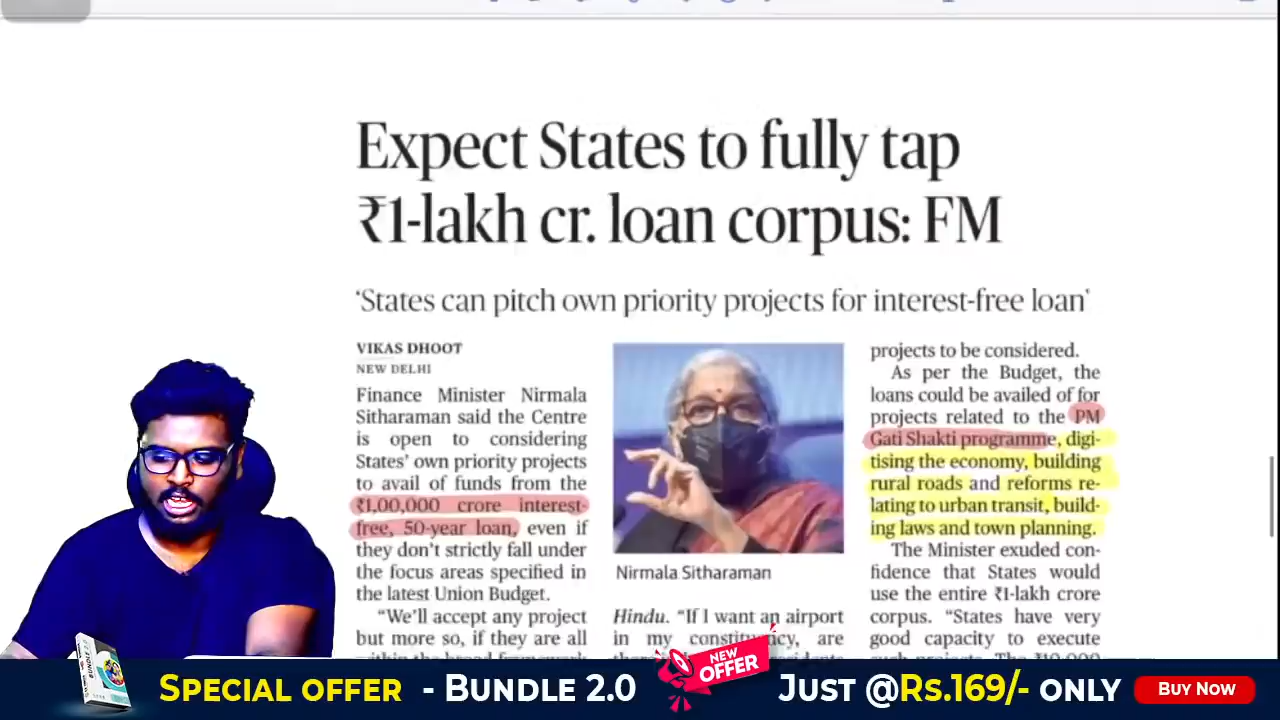 Expect States to fully tap
₹1-lakh cr. loan corpus: FM
‘States can pitch own priority projects for interest-free loan’
VIKAS DHOOT
NEW DELHI
Finance Minister Nirmala
Sitharaman said the Centre
is open to considering
States’ own priority projects
to avail of funds from the
₹1,00,000 crore interest-
free, 50-year loan, even if
they don’t strictly fall under
the focus areas specified in
the latest Union Budget.
“We’ll accept any project
but more so, if they are all
Nirmala Sitharaman
Hindu. “If I want an airport
in my constituency, are
projects to be considered.
As per the Budget, the
loans could be availed of for
projects related to the PM
Gati Shakti programme, digi-
tising the economy, building
rural roads and reforms re-
lating to urban transit, build-
ing laws and town planning.
The Minister exuded con-
fidence that States would
use the entire ₹1-lakh crore
corpus. “States have very
good capacity to execute
NEW
OFFER
SPECIAL OFFER - BUNDLE 2.0
JUST @Rs.169/- ONLY
Buy Now